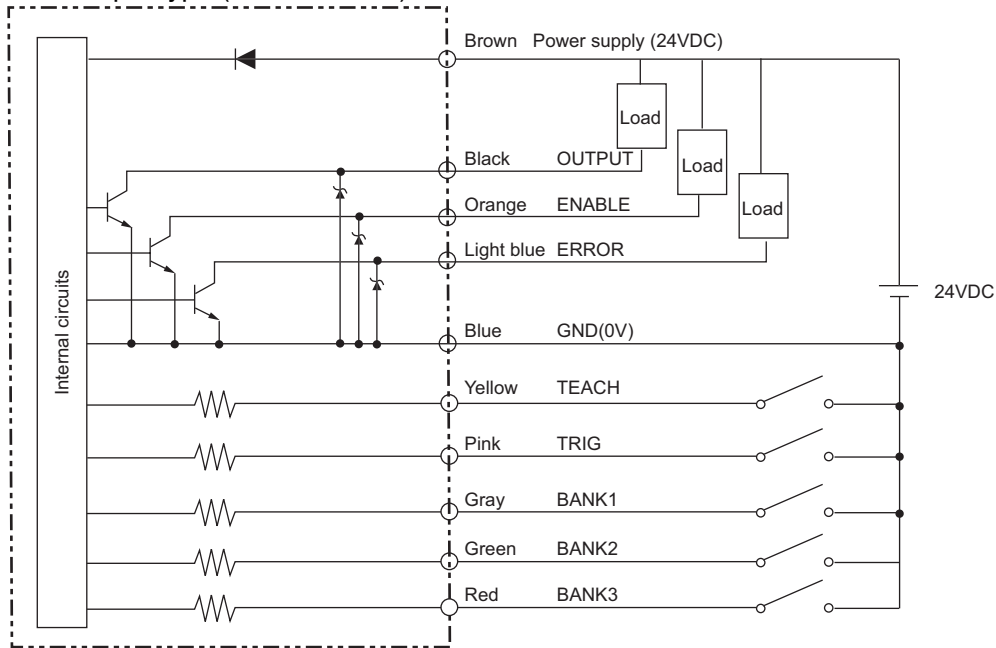 Brown Power supply (24VDC)
Load
Black OUTPUT
Load
Orange ENABLE
Load
Light blue ERROR
Internal circuits
24VDC
Blue GND(0V)
Yellow TEACH
Pink TRIG
Gray BANK1
Green BANK2
Red BANK3